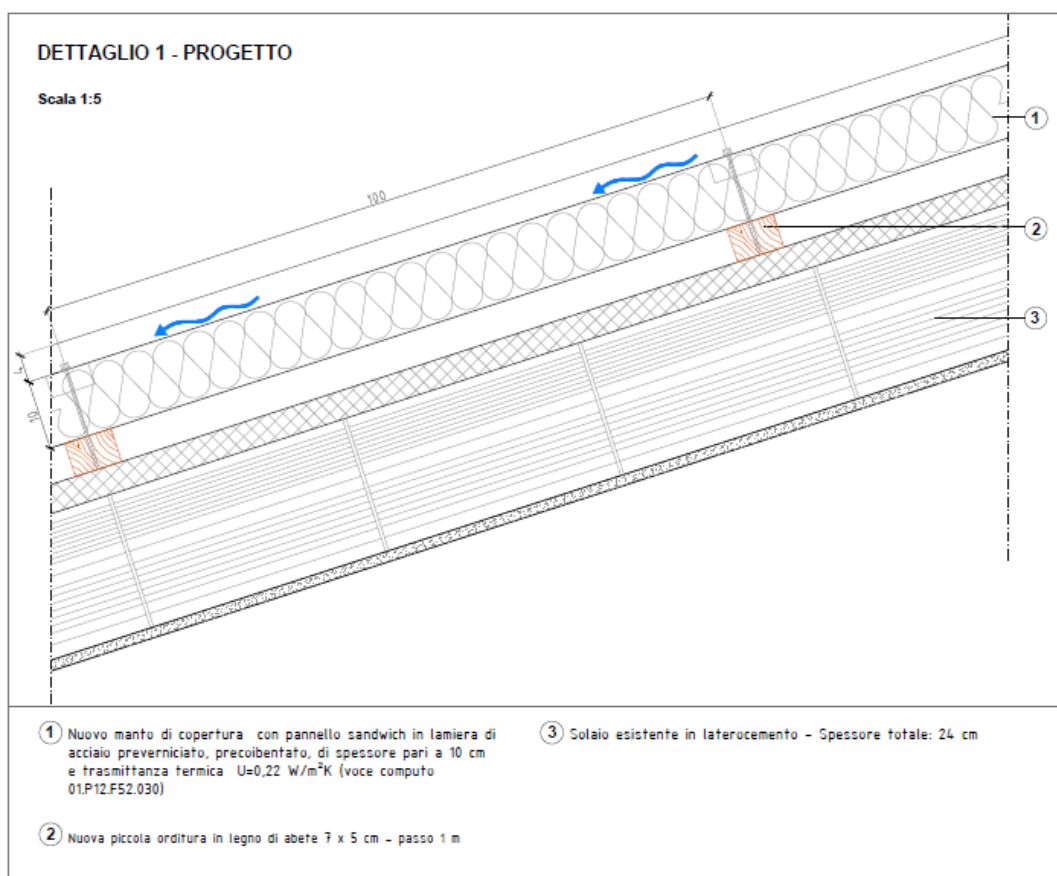 DETTAGLIO 1 - PROGETTO
Scala 1:5
100
4
10
1
2
3
1 Nuovo manto di copertura con pannello sandwich in lamiera di
acciaio preverniciato, precoibentato, di spessore pari a 10 cm
e trasmittanza termica U=0,22 W/m²K (voce computo
01.P12.F52.030)
2 Nuova piccola orditura in legno di abete 7 x 5 cm - passo 1 m
3 Solaio esistente in laterocemento - Spessore totale: 24 cm